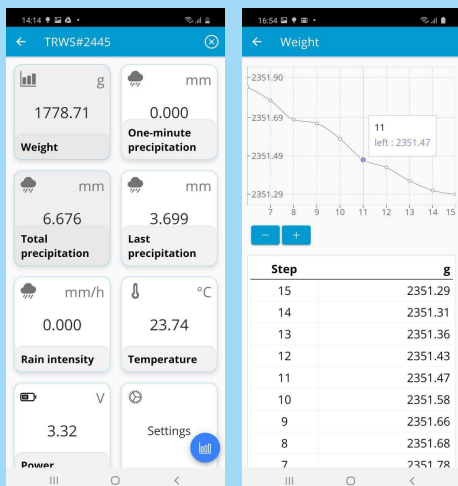 14:14
TRWS#2445
g
1778.71
Weight
mm
0.000
One-minute
precipitation
mm
6.676
Total
precipitation
mm
3.699
Last
precipitation
mm/h
0.000
Rain intensity
°C
23.74
Temperature
V
3.32
Power
Settings
16:54
Weight
2351.90
2351.69
2351.49
2351.29
11
left : 2351.47
7 8 9 10 11 12 13 14 15
− +
Step g
15 2351.29
14 2351.31
13 2351.36
12 2351.43
11 2351.47
10 2351.58
9 2351.66
8 2351.68
7 2351.78